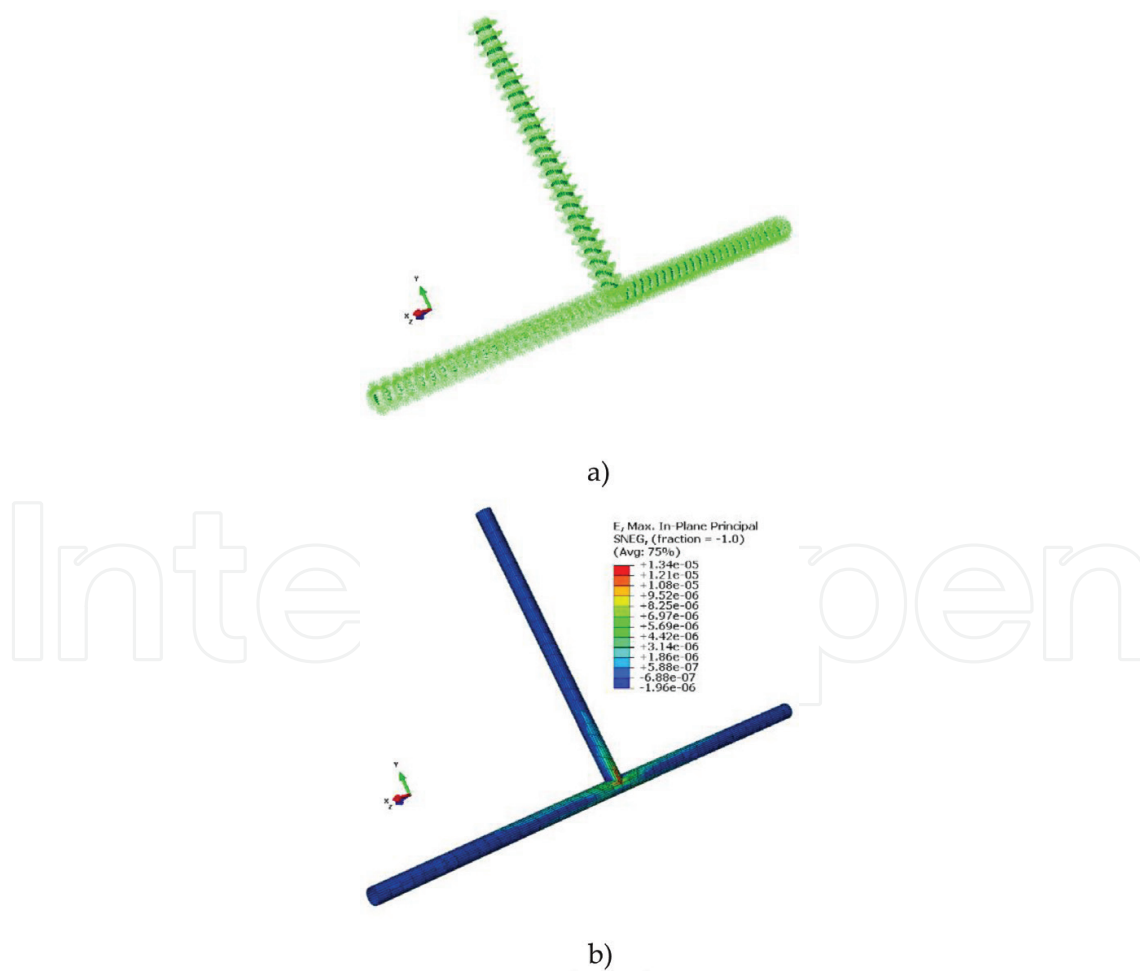 Y
X
Z
a)
E, Max. In-Plane Principal
SNEG, (fraction = -1.0)
(Avg: 75%)
+1.34e-05
+1.21e-05
+1.08e-05
+9.52e-06
+8.25e-06
+6.97e-06
+5.69e-06
+4.42e-06
+3.14e-06
+1.86e-06
+5.88e-07
-6.88e-07
-1.96e-06
Inte pen
Y
X
Z
b)